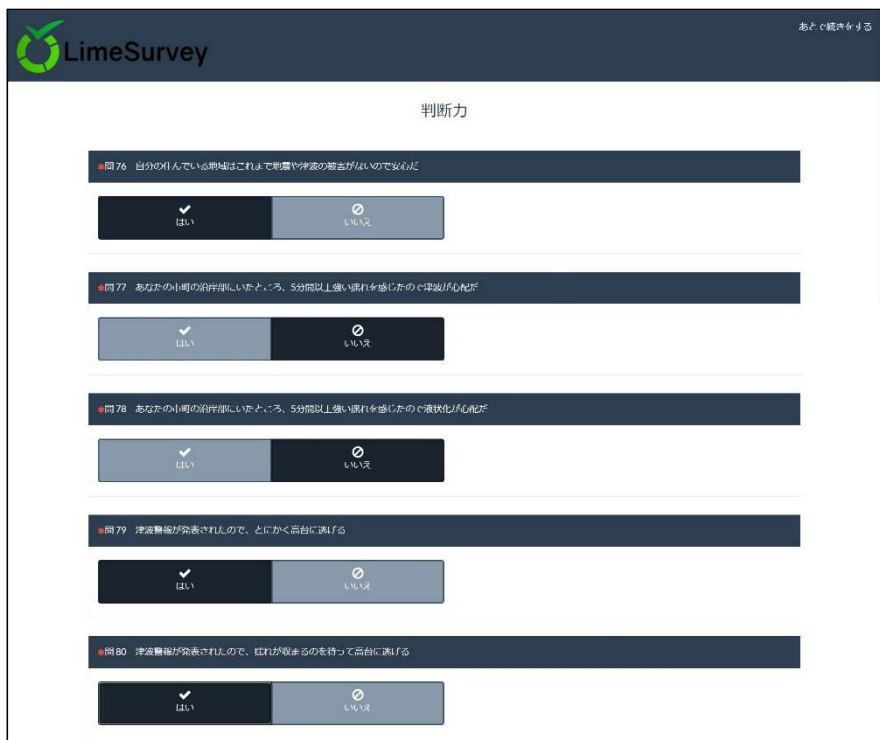 あとで続きをする
LimeSurvey
判断力
*問76 自分の住んでいる地域はこれまで地震や津波の被害がないので安心だ
はい
いいえ
*問77 あなたの小町の沿岸部にいたところ、5分間以上強い揺れを感じたので津波が心配だ
はい
いいえ
*問78 あなたの小町の沿岸部にいたところ、5分間以上強い揺れを感じたので液状化が心配だ
はい
いいえ
*問79 津波警報が発表されたので、とにかく高台に逃げる
はい
いいえ
*問80 津波警報が発表されたので、揺れが収まるのを待って高台に逃げる
はい
いいえ